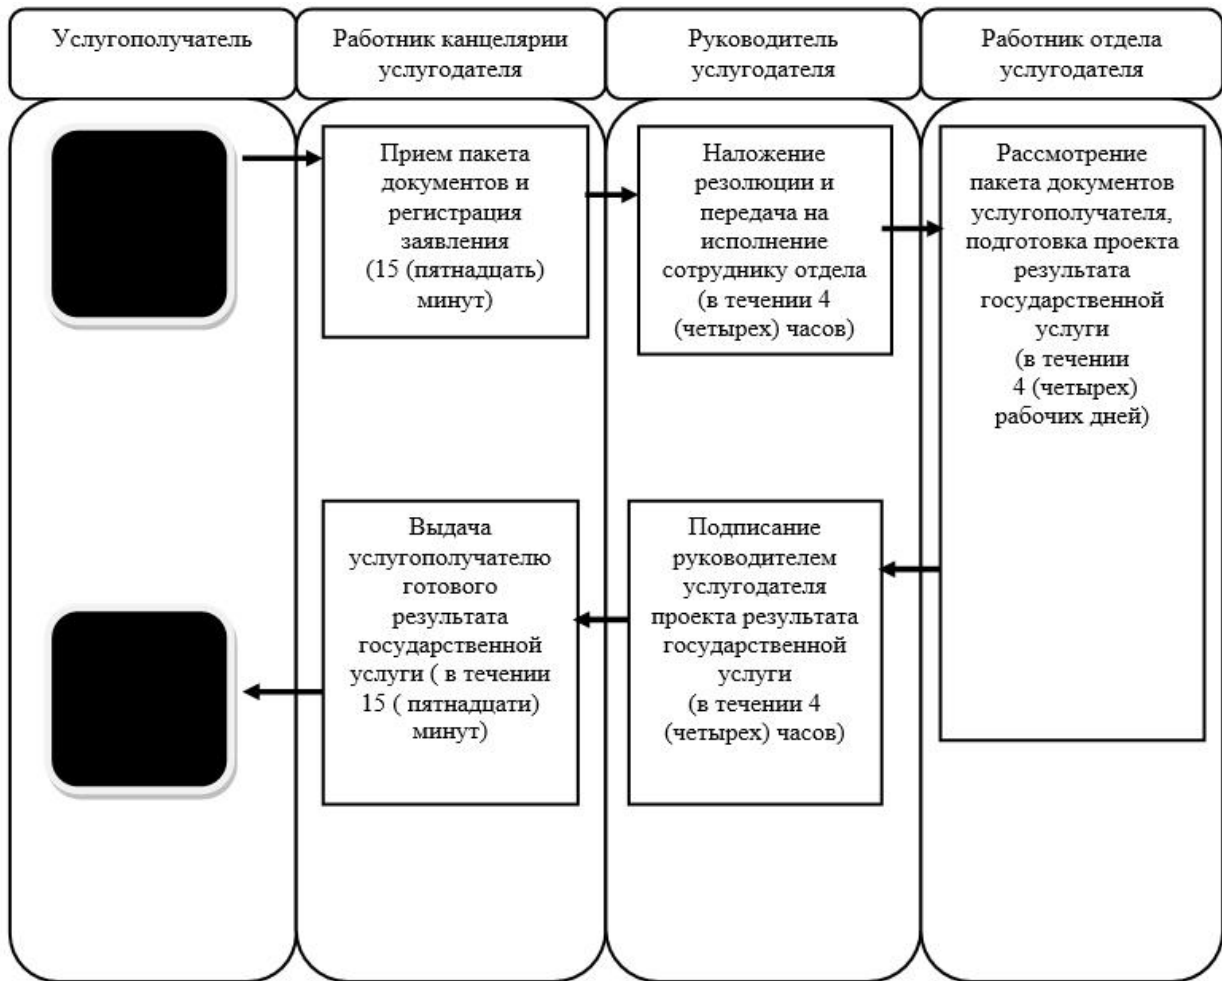 Услугополучатель
Работник канцелярии
услугодателя
Руководитель
услугодателя
Работник отдела
услугодателя
Прием пакета
документов и
регистрация
заявления
(15 (пятнадцать)
минут)
Наложение
резолюции и
передача на
исполнение
сотруднику отдела
(в течении 4
(четырех) часов)
Рассмотрение
пакета документов
услугополучателя,
подготовка проекта
результата
государственной
услуги
(в течении
4 (четырех)
рабочих дней)
Выдача
услугополучателю
готового
результата
государственной
услуги ( в течении
15 ( пятнадцати)
минут)
Подписание
руководителем
услугодателя
проекта результата
государственной
услуги
(в течении 4
(четырех) часов)